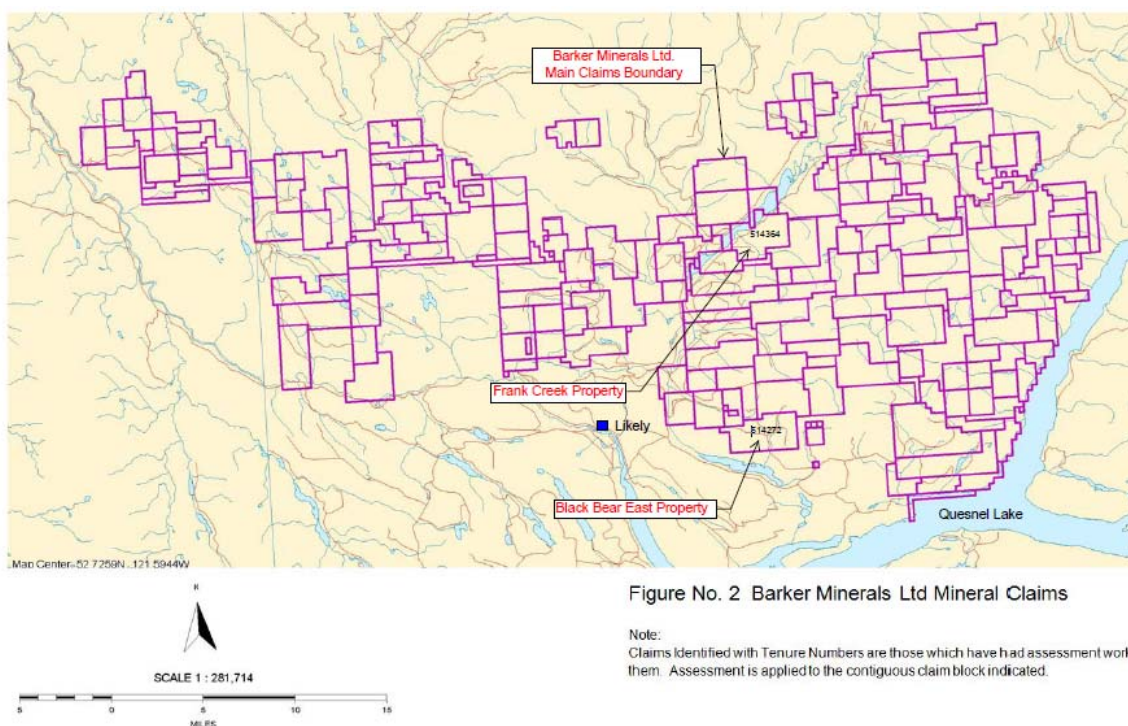 Barker Minerals Ltd.
Main Claims Boundary
514364
Frank Creek Property
Likely
514272
Black Bear East Property
Quesnel Lake
Map Center 52.7259N 121.5944W
Figure No. 2 Barker Minerals Ltd Mineral Claims
Note:
Claims Identified with Tenure Numbers are those which have had assessment work
them. Assessment is applied to the contiguous claim block indicated.
N
SCALE 1 : 281,714
5 0 5 10 15
MILES